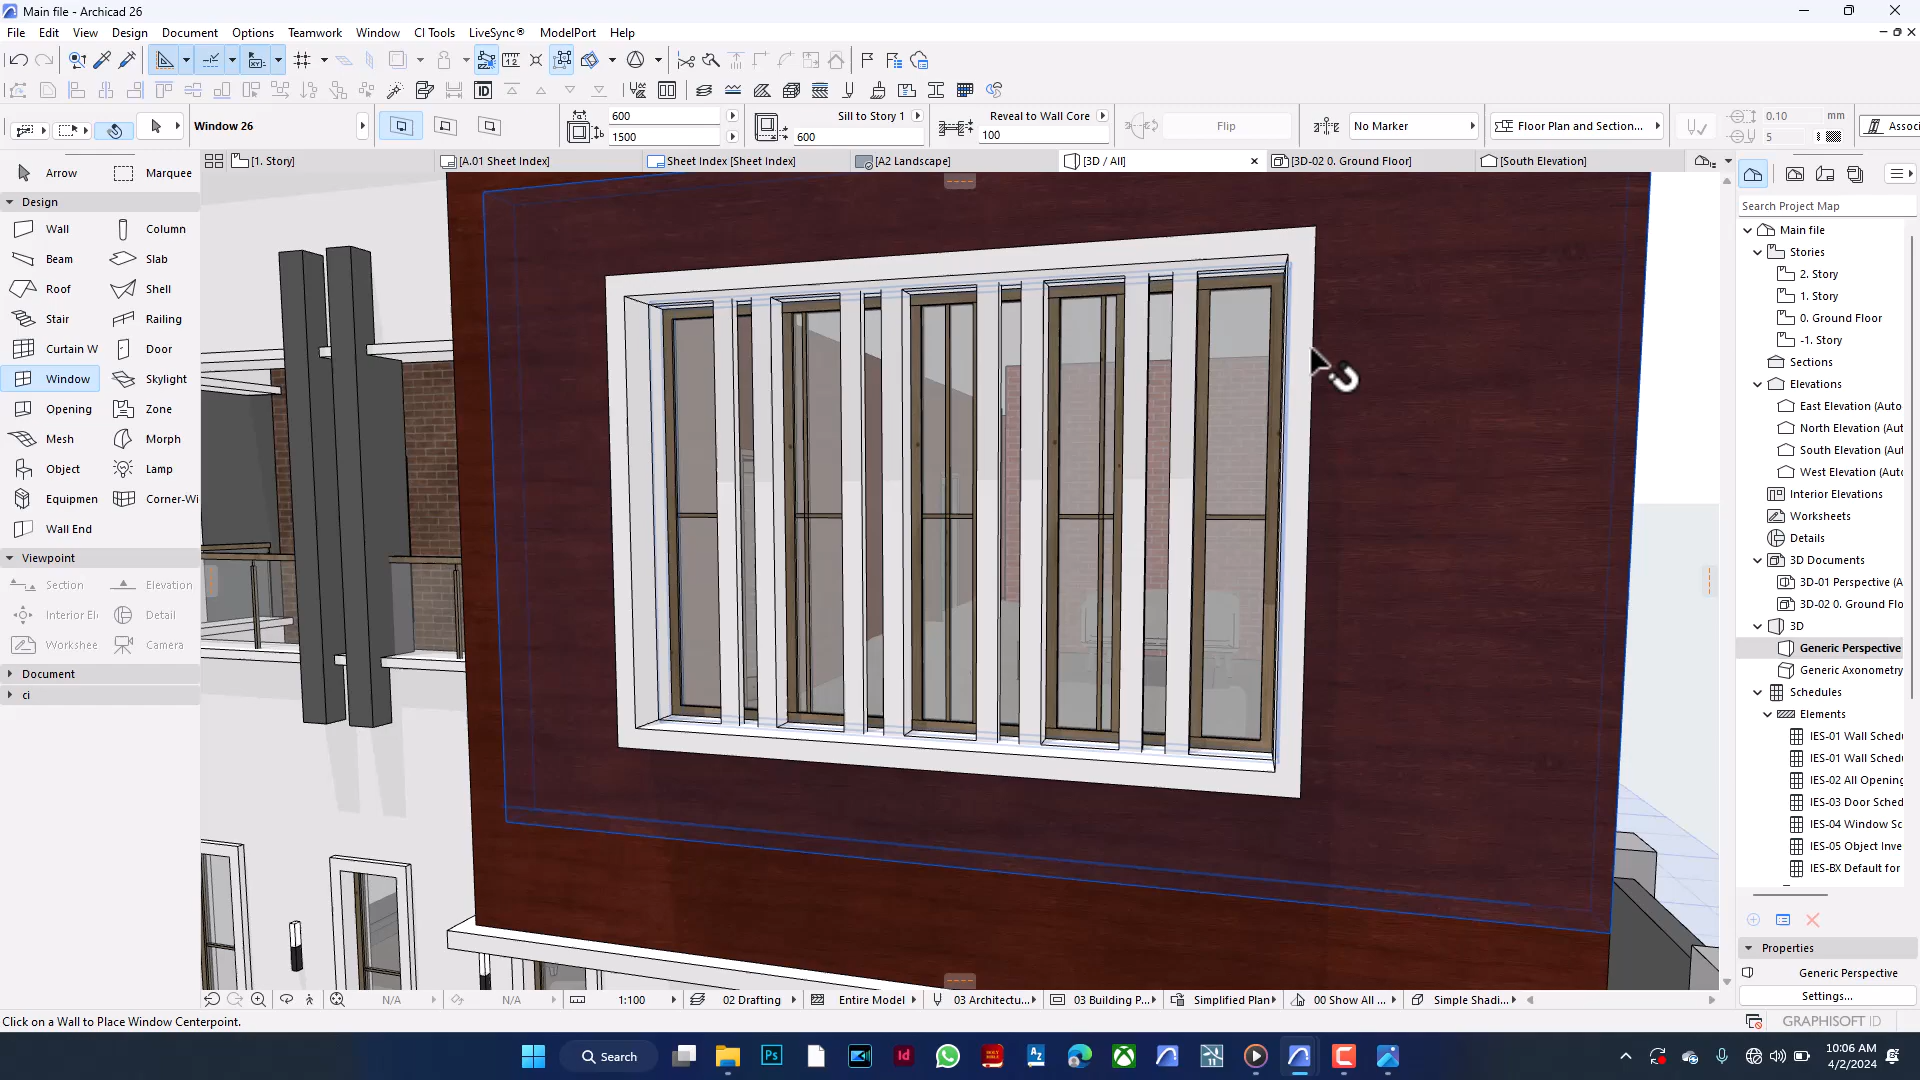 Main file - Archicad 26
File Edit View Design Document Options Teamwork Window CI Tools LiveSync® ModelPort Help
Window 26
600
1500
Sill to Story 1
600
Reveal to Wall Core
100
Flip
No Marker
Floor Plan and Section...
0.10 mm
5
Associ
[1. Story] [A.01 Sheet Index] Sheet Index [Sheet Index] [A2 Landscape] [3D / All] [3D-02 0. Ground Floor] [South Elevation]
Arrow Marquee
Design
Wall Column
Beam Slab
Roof Shell
Stair Railing
Curtain W Door
Window Skylight
Opening Zone
Mesh Morph
Object Lamp
Equipmen Corner-Wi
Wall End
Viewpoint
Section Elevation
Interior El Detail
Workshee Camera
Document
ci
Search Project Map
Main file
Stories
2. Story
1. Story
0. Ground Floor
-1. Story
Sections
Elevations
East Elevation (Auto
North Elevation (Aut
South Elevation (Aut
West Elevation (Auto
Interior Elevations
Worksheets
Details
3D Documents
3D-01 Perspective (A
3D-02 0. Ground Flo
3D
Generic Perspective
Generic Axonometry
Schedules
Elements
IES-01 Wall Schedu
IES-01 Wall Schedu
IES-02 All Opening
IES-03 Door Sched
IES-04 Window Sc
IES-05 Object Inve
IES-BX Default for
Properties
Generic Perspective
Settings...
N/A N/A 1:100 02 Drafting Entire Model 03 Architectu... 03 Building P... Simplified Plan 00 Show All ... Simple Shadi...
Click on a Wall to Place Window Centerpoint.
GRAPHISOFT ID
Search
10:06 AM
4/2/2024